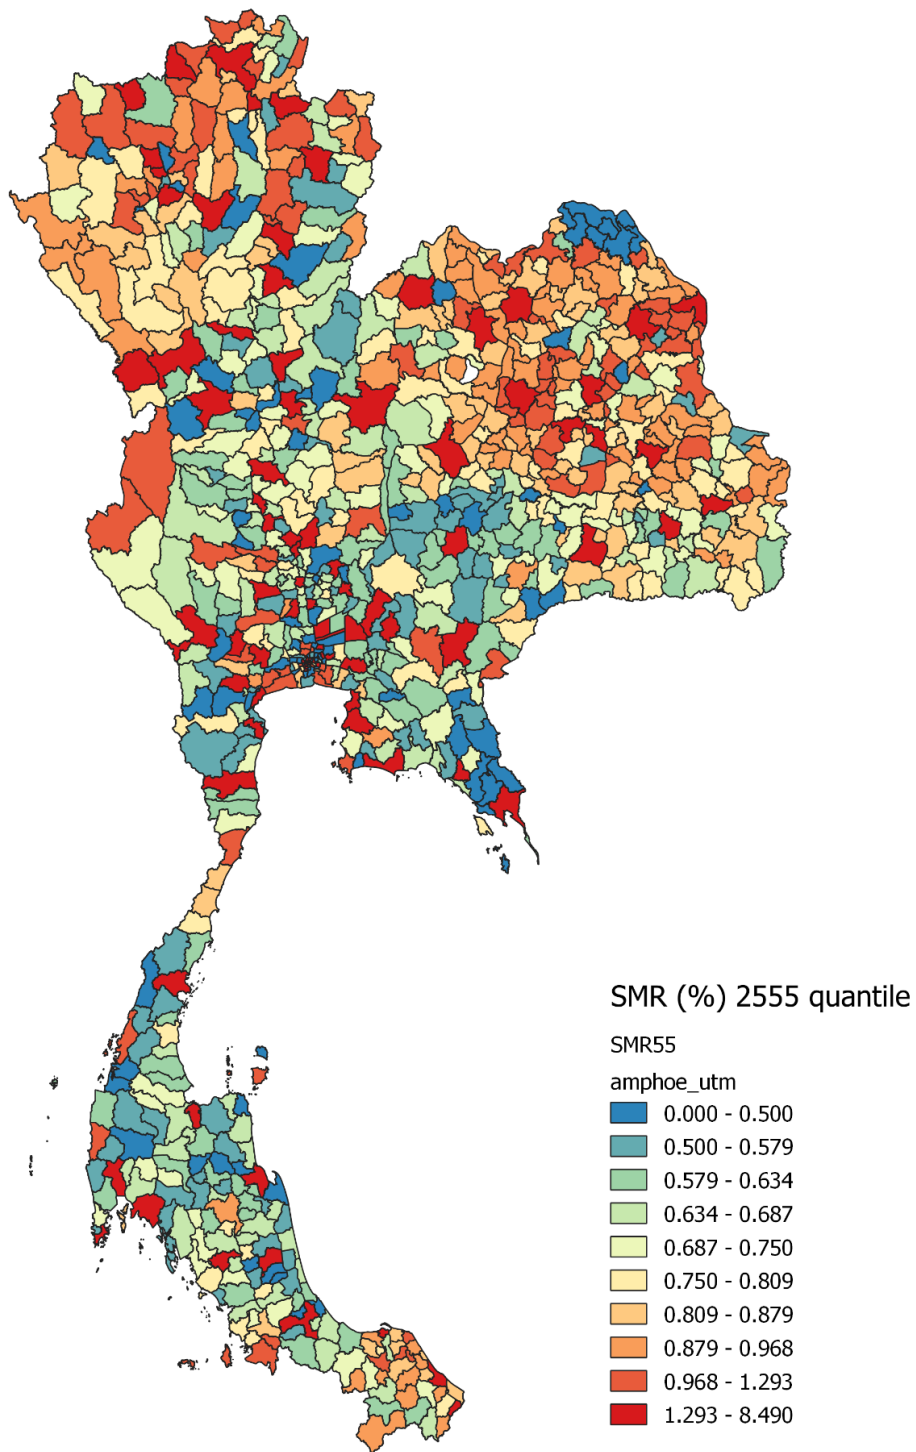 SMR (%) 2555 quantile
SMR55
amphoe_utm
0.000 - 0.500
0.500 - 0.579
0.579 - 0.634
0.634 - 0.687
0.687 - 0.750
0.750 - 0.809
0.809 - 0.879
0.879 - 0.968
0.968 - 1.293
1.293 - 8.490